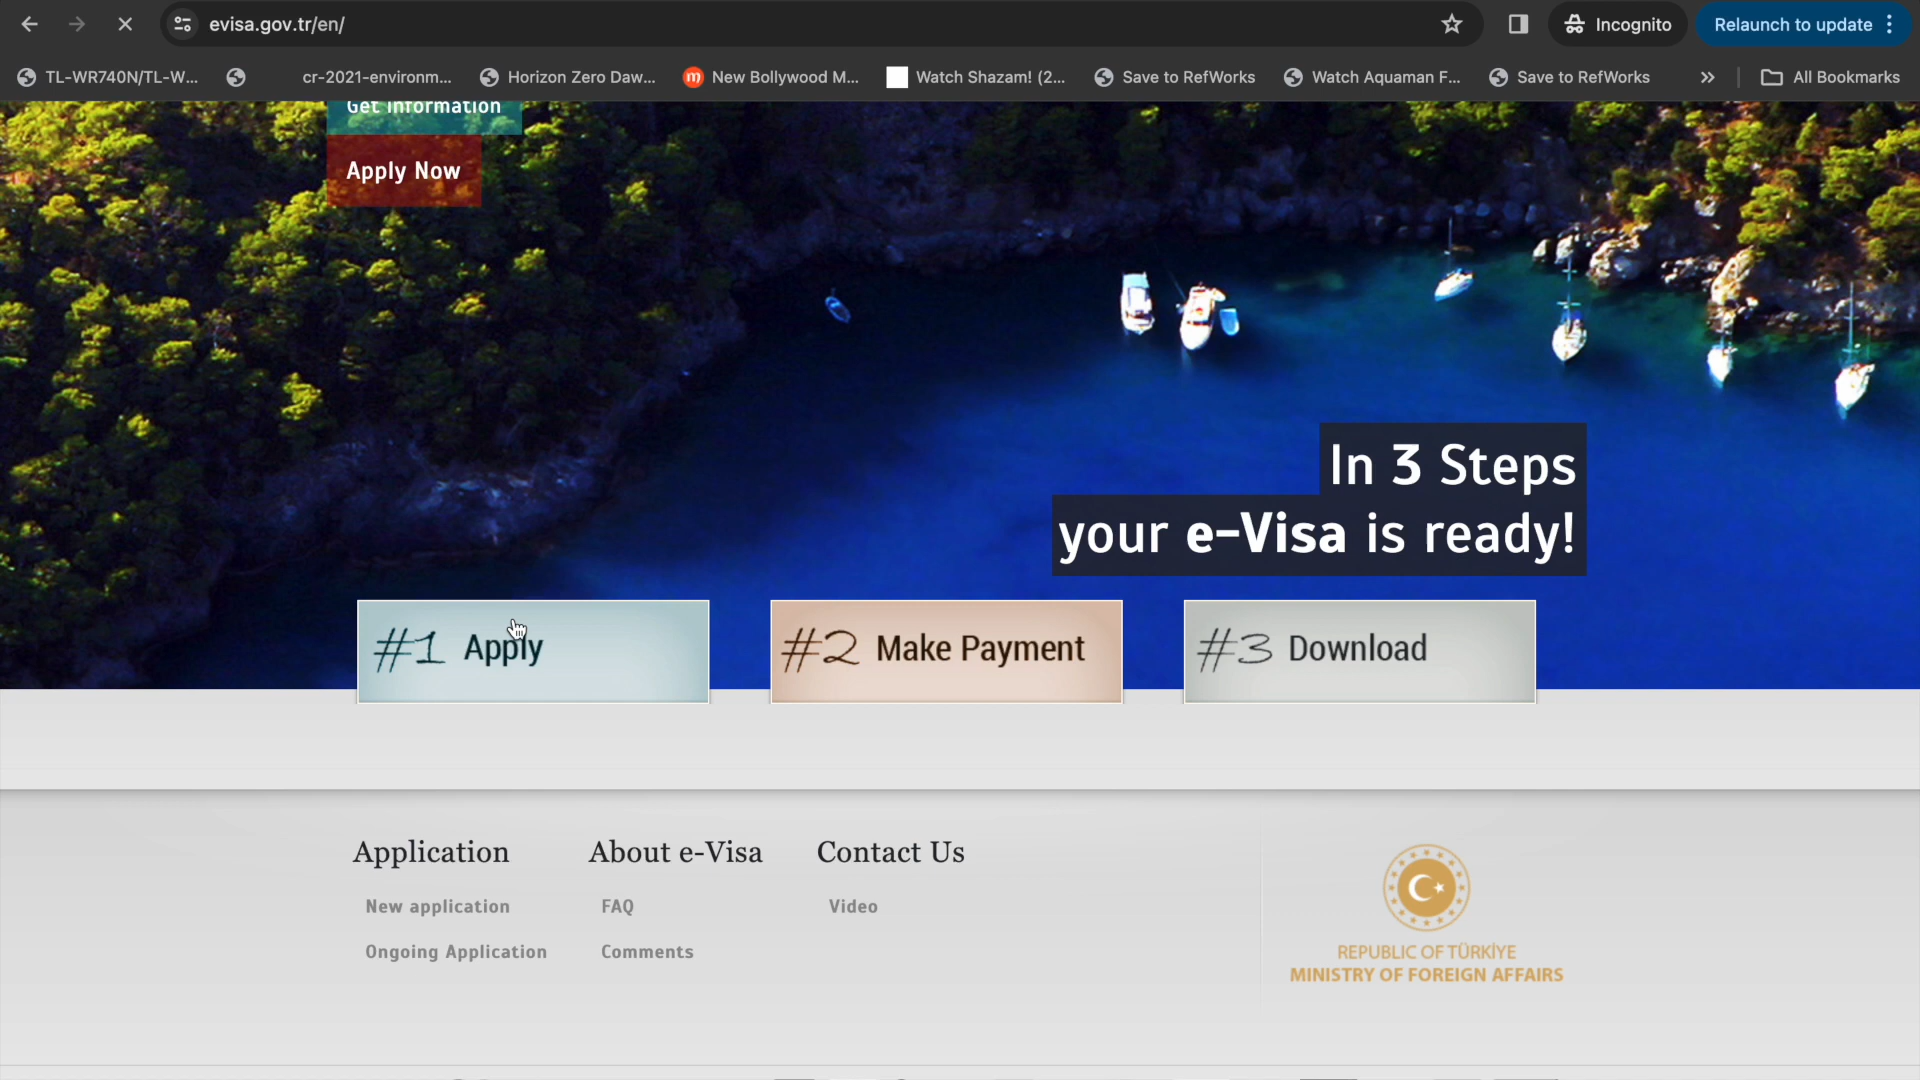 evisa.gov.tr/en/
Incognito
Relaunch to update
TL-WR740N/TL-W...
cr-2021-environm...
Horizon Zero Daw...
New Bollywood M...
Watch Shazam! (2...
Save to RefWorks
Watch Aquaman F...
Save to RefWorks
All Bookmarks
Get Information
Apply Now
In 3 Steps
your e-Visa is ready!
#1 Apply
#2 Make Payment
#3 Download
Application
About e-Visa
Contact Us
New application
FAQ
Video
Ongoing Application
Comments
REPUBLIC OF TÜRKİYE
MINISTRY OF FOREIGN AFFAIRS